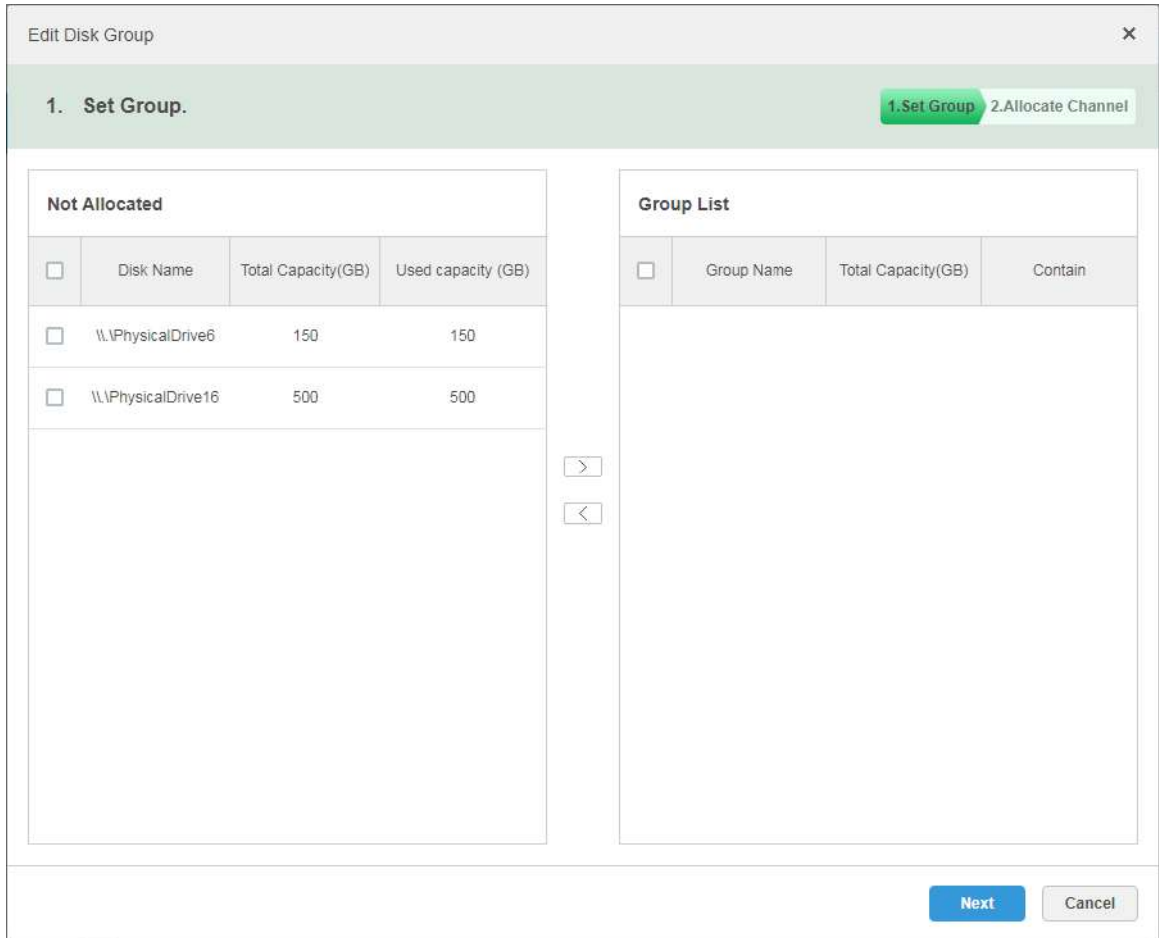 Edit Disk Group
1. Set Group.
1.Set Group 2.Allocate Channel
Not Allocated
Disk Name Total Capacity(GB) Used capacity (GB)
\\.\PhysicalDrive6 150 150
\\.\PhysicalDrive16 500 500
Group List
Group Name Total Capacity(GB) Contain
Next Cancel